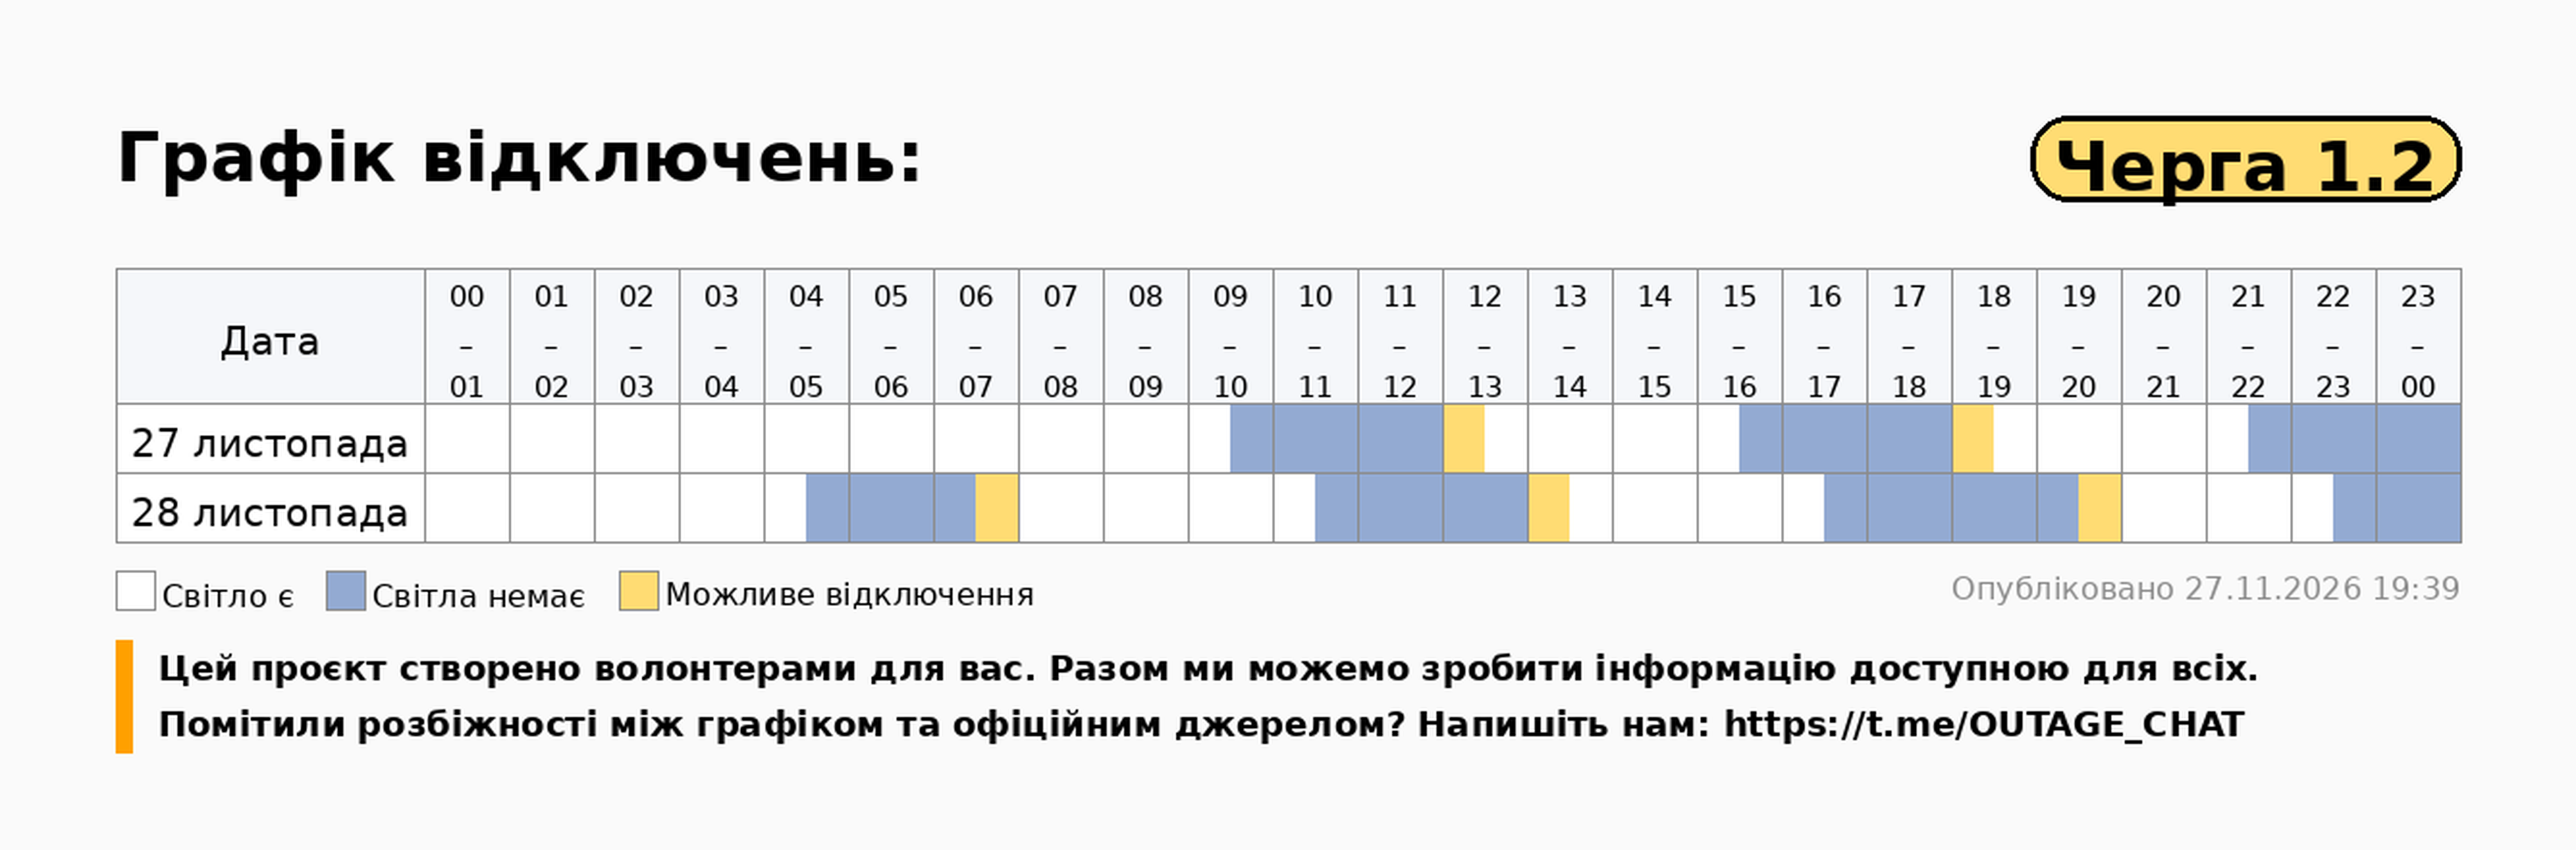 Графік відключень:
Черга 1.2
Дата
00 – 01
01 – 02
02 – 03
03 – 04
04 – 05
05 – 06
06 – 07
07 – 08
08 – 09
09 – 10
10 – 11
11 – 12
12 – 13
13 – 14
14 – 15
15 – 16
16 – 17
17 – 18
18 – 19
19 – 20
20 – 21
21 – 22
22 – 23
23 – 00
27 листопада
28 листопада
Світло є
Світла немає
Можливе відключення
Опубліковано 27.11.2026 19:39
Цей проєкт створено волонтерами для вас. Разом ми можемо зробити інформацію доступною для всіх.
Помітили розбіжності між графіком та офіційним джерелом? Напишіть нам: https://t.me/OUTAGE_CHAT